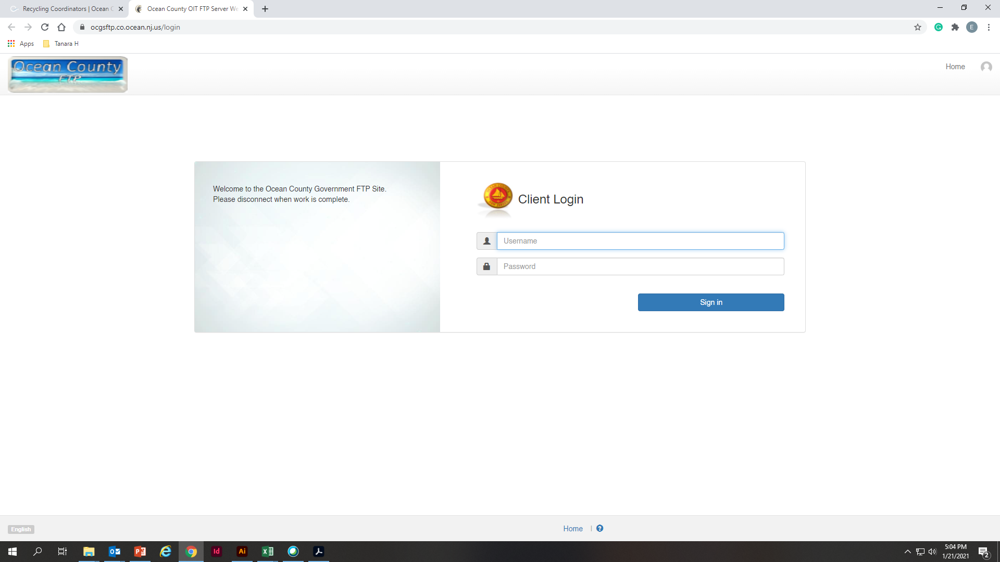 Recycling Coordinators | Ocean C
Ocean County OIT FTP Server We
ocgsftp.co.ocean.nj.us/login
E
Apps
Tanara H
Ocean County
FTP
Home
Welcome to the Ocean County Government FTP Site.
Please disconnect when work is complete.
Client Login
Username
Password
Sign in
English
Home | ?
5:04 PM
1/21/2021
2